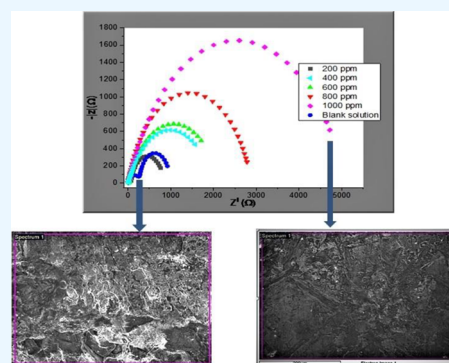 1800
1600
1400
1200
1000
800
600
400
200
0
-|z|(Ω)
200 ppm
400 ppm
600 ppm
800 ppm
1000 ppm
Blank solution
0 1000 2000 3000 4000 5000
Z' (Ω)
Spectrum 1
Spectrum 1